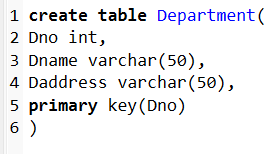 1 create table Department(
2 Dno int,
3 Dname varchar(50),
4 Daddress varchar(50),
5 primary key(Dno)
6 )